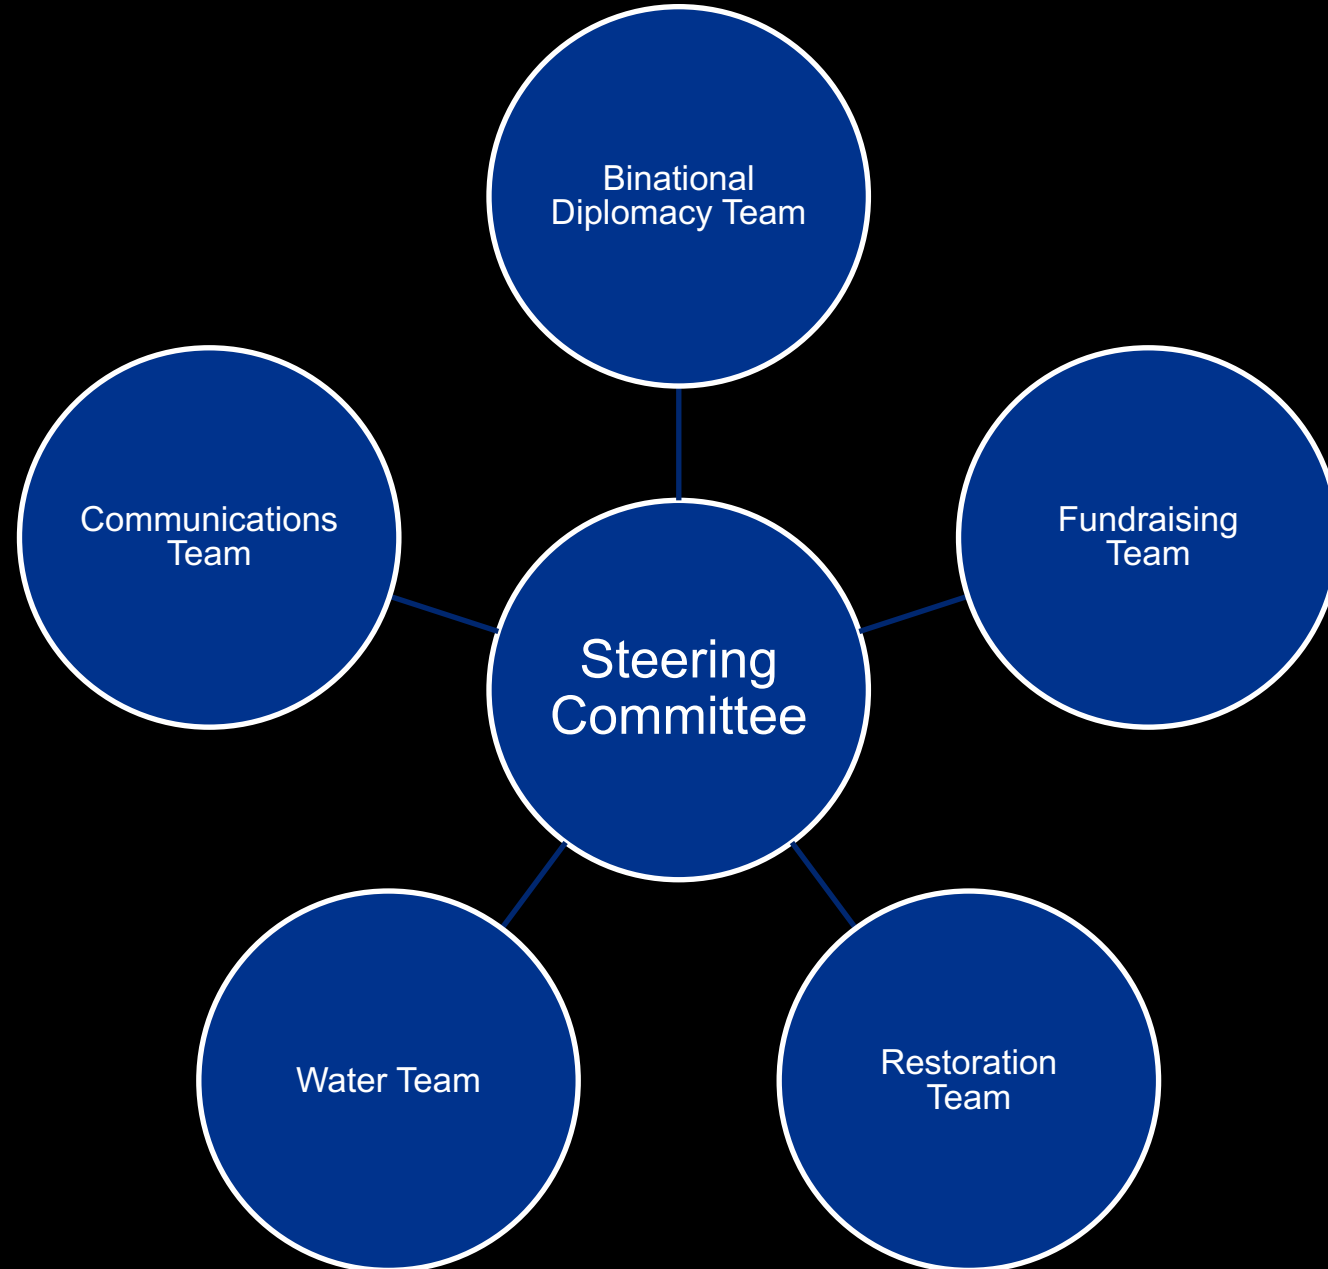 Binational
Diplomacy Team
Communications
Team
Fundraising
Team
Steering
Committee
Water Team
Restoration
Team